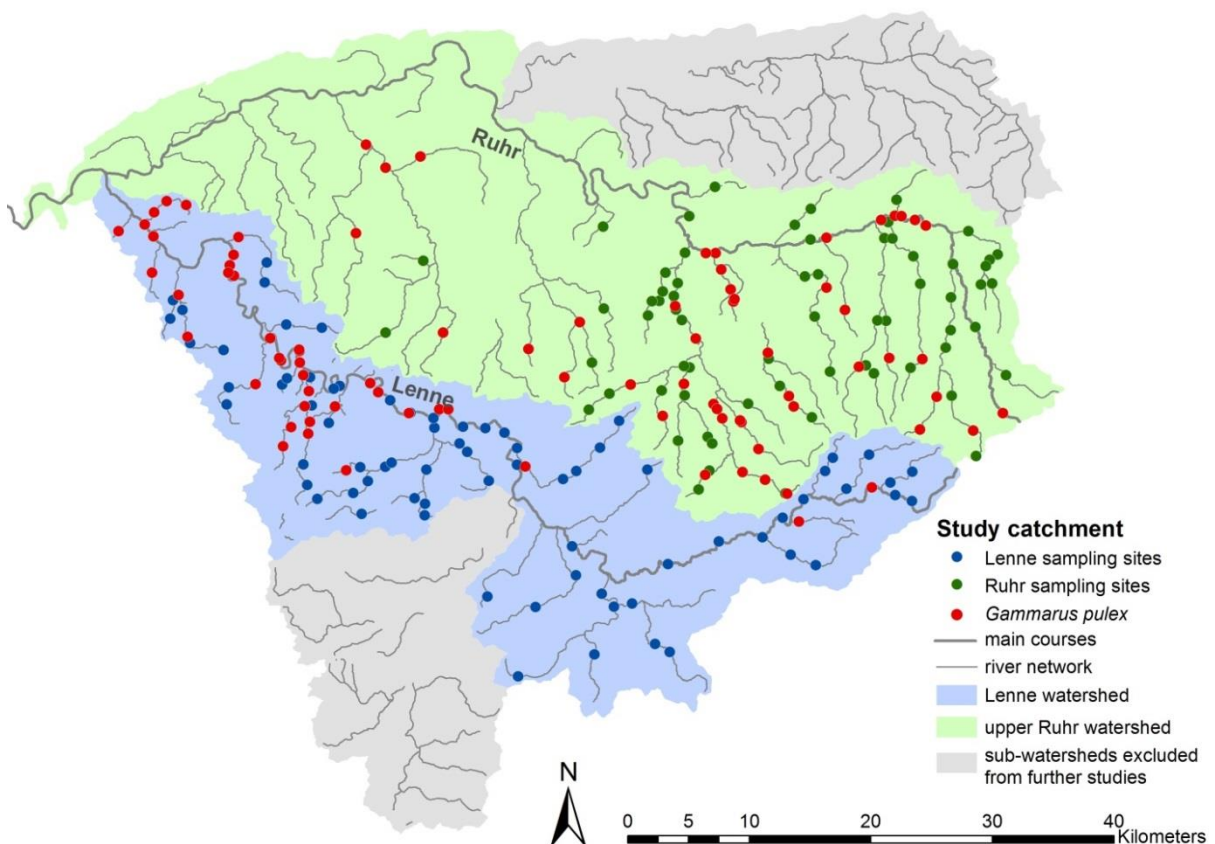 Ruhr
Lenne
Study catchment
Lenne sampling sites
Ruhr sampling sites
Gammarus pulex
main courses
river network
Lenne watershed
upper Ruhr watershed
sub-watersheds excluded
from further studies
N
0 5 10 20 30 40
Kilometers